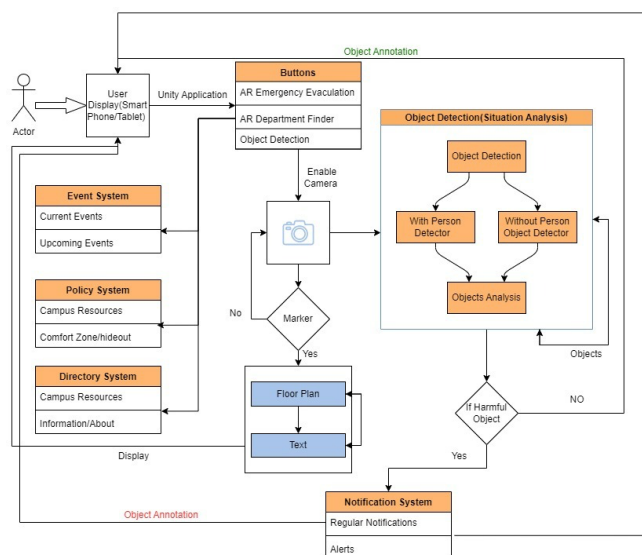 Object Annotation
Actor
User
Display(Smart
Phone/Tablet)
Unity Application
Buttons
AR Emergency Evaculation
AR Department Finder
Object Detection
Enable
Camera
Object Detection(Situation Analysis)
Object Detection
With Person
Detector
Without Person
Object Detector
Objects Analysis
Objects
Event System
Current Events
Upcoming Events
Policy System
Campus Resources
Comfort Zone/hideout
Directory System
Campus Resources
Information/About
No
Marker
Yes
Floor Plan
Text
Display
If Harmful
Object
NO
Yes
Object Annotation
Notification System
Regular Notifications
Alerts